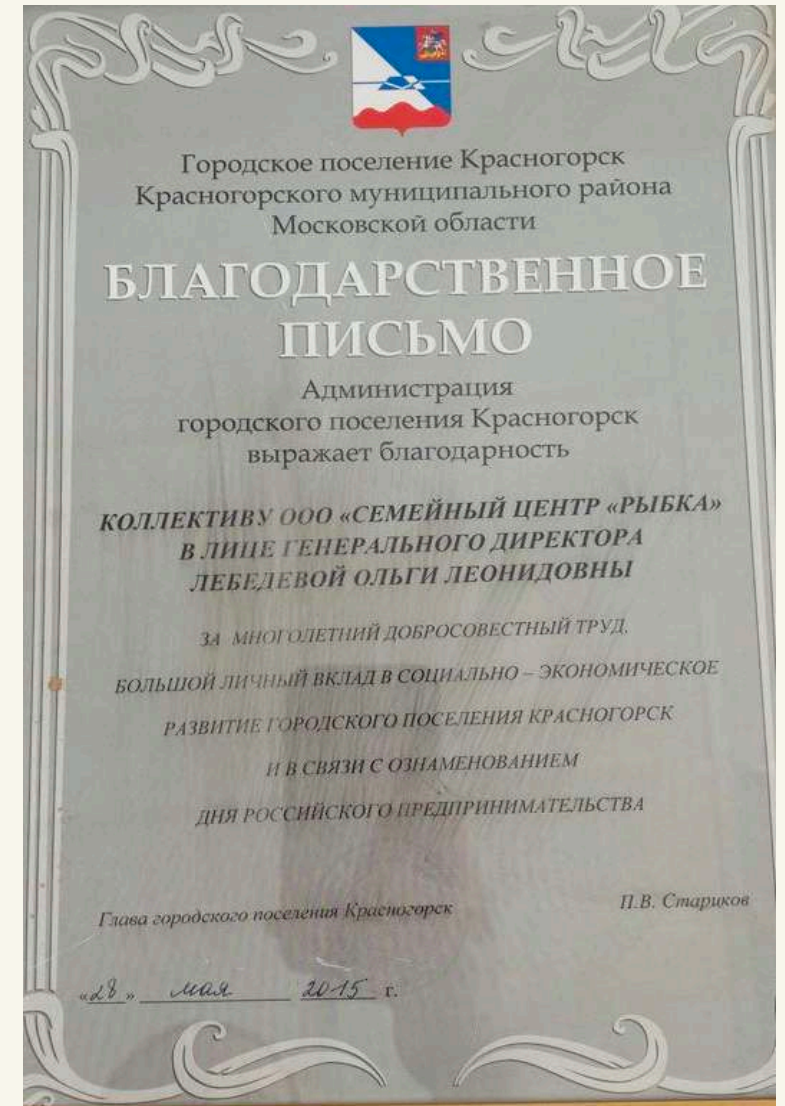 Городское поселение Красногорск
Красногорского муниципального района
Московской области
БЛАГОДАРСТВЕННОЕ
ПИСЬМО
Администрация
городского поселения Красногорск
выражает благодарность
КОЛЛЕКТИВУ ООО «СЕМЕЙНЫЙ ЦЕНТР «РЫБКА»
В ЛИЦЕ ГЕНЕРАЛЬНОГО ДИРЕКТОРА
ЛЕБЕДЕВОЙ ОЛЬГИ ЛЕОНИДОВНЫ
ЗА МНОГОЛЕТНИЙ ДОБРОСОВЕСТНЫЙ ТРУД,
БОЛЬШОЙ ЛИЧНЫЙ ВКЛАД В СОЦИАЛЬНО – ЭКОНОМИЧЕСКОЕ
РАЗВИТИЕ ГОРОДСКОГО ПОСЕЛЕНИЯ КРАСНОГОРСК
И В СВЯЗИ С ОЗНАМЕНОВАНИЕМ
ДНЯ РОССИЙСКОГО ПРЕДПРИНИМАТЕЛЬСТВА
Глава городского поселения Красногорск П.В. Стариков
«28» мая 2015 г.